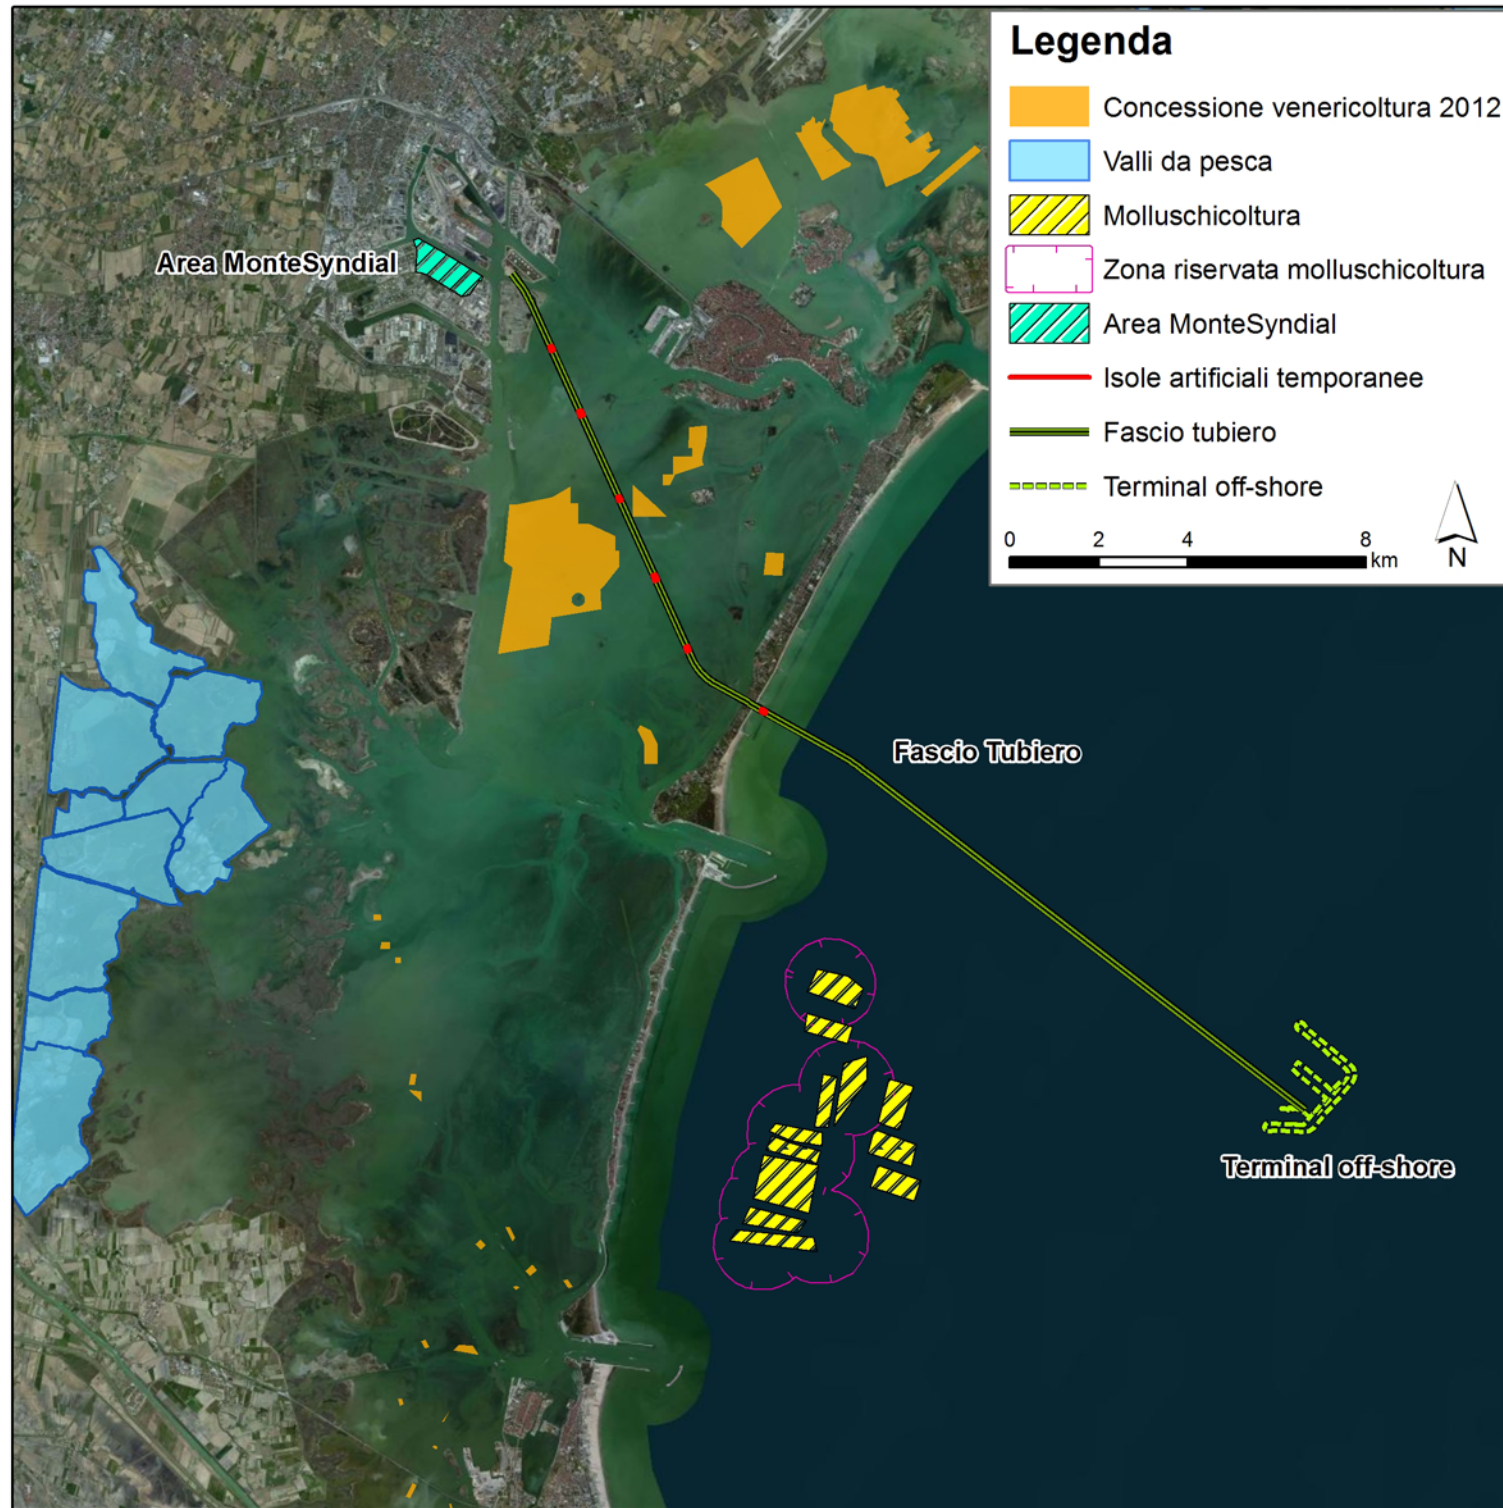 Legenda
Concessione venericoltura 2012
Valli da pesca
Molluschicoltura
Zona riservata molluschicoltura
Area MonteSyndial
Isole artificiali temporanee
Fascio tubiero
Terminal off-shore
0 2 4 8
km
N
Area MonteSyndial
Fascio Tubiero
Terminal off-shore